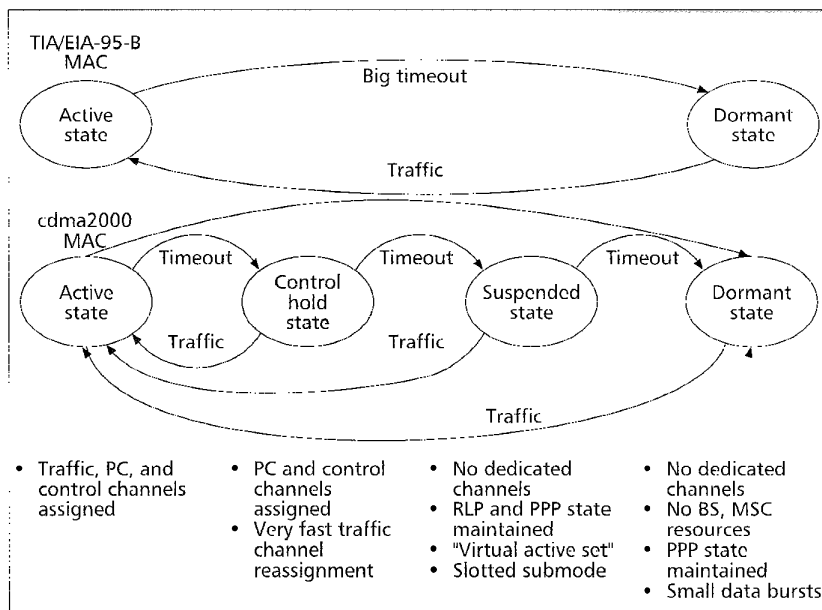 TIA/EIA-95-B
MAC
Big timeout
Active
state
Dormant
state
Traffic
cdma2000
MAC
Timeout
Timeout
Timeout
Active
state
Control
hold
state
Suspended
state
Dormant
state
Traffic
Traffic
Traffic
• Traffic, PC, and
control channels
assigned
• PC and control
channels
assigned
• Very fast traffic
channel
reassignment
• No dedicated
channels
• RLP and PPP state
maintained
• "Virtual active set"
• Slotted submode
• No dedicated
channels
• No BS, MSC
resources
• PPP state
maintained
• Small data bursts